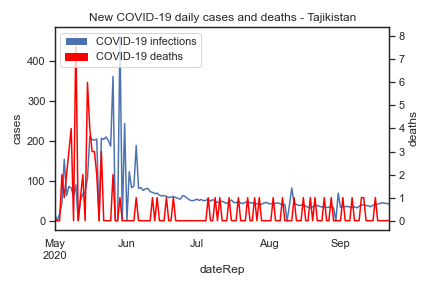 New COVID-19 daily cases and deaths - Tajikistan
COVID-19 infections
COVID-19 deaths
400
300
200
100
0
cases
8
7
6
5
4
3
2
1
0
deaths
May Jun Jul Aug Sep
2020
dateRep